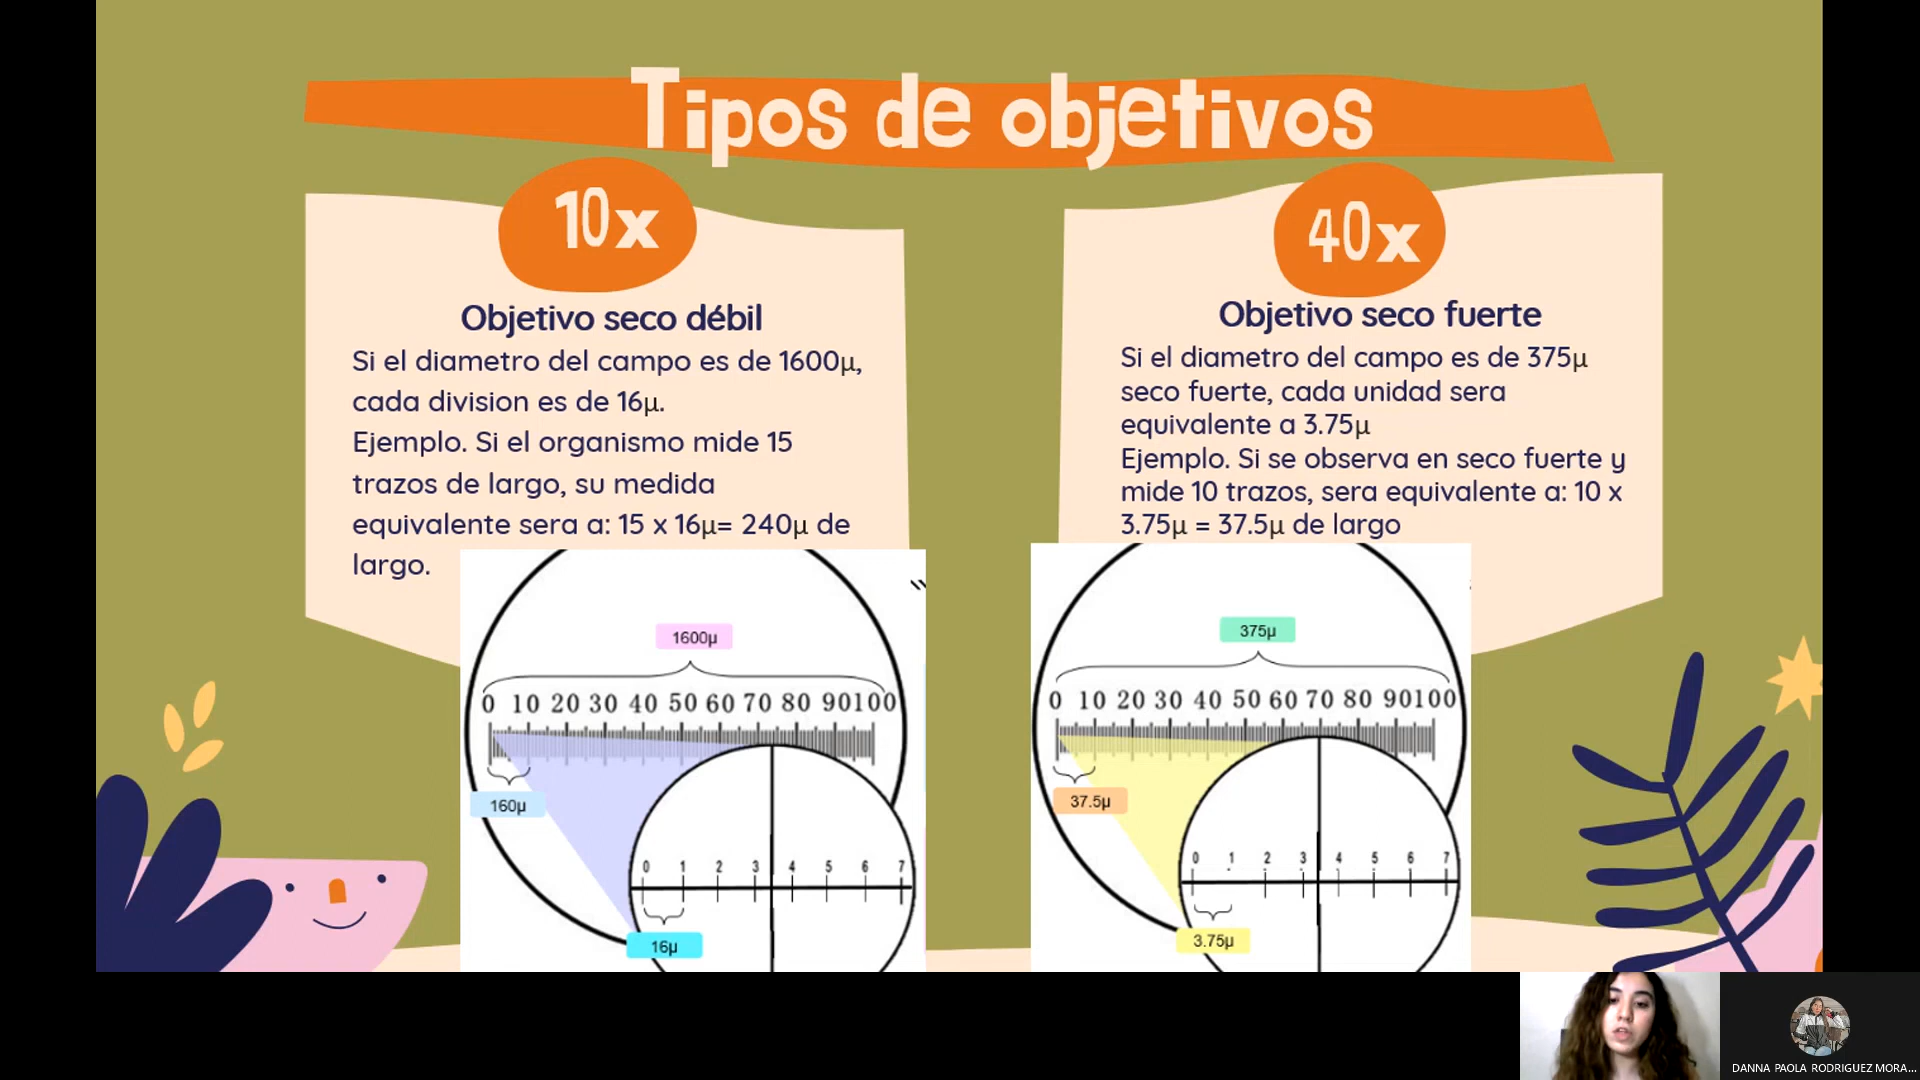 Tipos de objetivos
10x
Objetivo seco débil
Si el diametro del campo es de 1600µ,
cada division es de 16µ.
Ejemplo. Si el organismo mide 15
trazos de largo, su medida
equivalente sera a: 15 x 16µ= 240µ de
largo.
1600µ
0 10 20 30 40 50 60 70 80 90 100
160µ
0 1 2 3 4 5 6 7
16µ
40x
Objetivo seco fuerte
Si el diametro del campo es de 375µ
seco fuerte, cada unidad sera
equivalente a 3.75µ
Ejemplo. Si se observa en seco fuerte y
mide 10 trazos, sera equivalente a: 10 x
3.75µ = 37.5µ de largo
375µ
0 10 20 30 40 50 60 70 80 90 100
37.5µ
0 1 2 3 4 5 6 7
3.75µ
DANNA PAOLA RODRIGUEZ MORA...